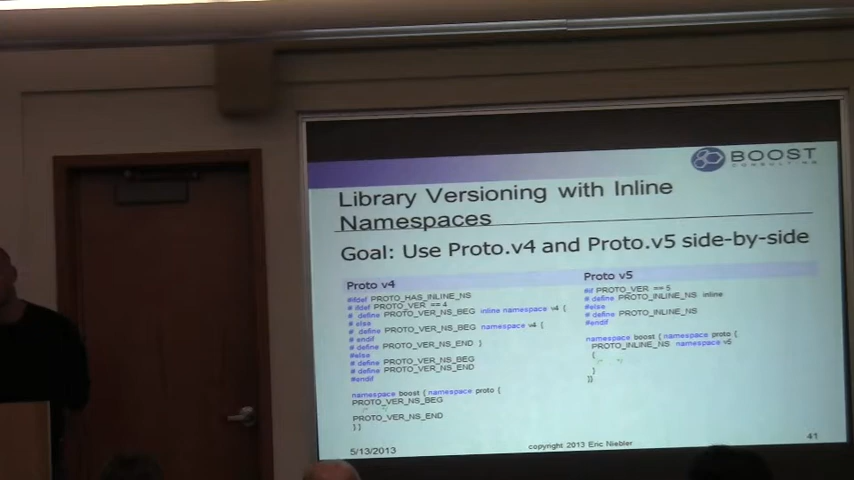 BOOST
CONSULTING
Library Versioning with Inline
Namespaces
Goal: Use Proto.v4 and Proto.v5 side-by-side
Proto v4
#ifdef PROTO_HAS_INLINE_NS
# ifdef PROTO_VER == 4
# define PROTO_VER_NS_BEG inline namespace v4 {
# else
# define PROTO_VER_NS_BEG namespace v4 {
# endif
# define PROTO_VER_NS_END }
#else
# define PROTO_VER_NS_BEG
# define PROTO_VER_NS_END
#endif
namespace boost { namespace proto {
PROTO_VER_NS_BEG
PROTO_VER_NS_END
}}
Proto v5
#if PROTO_VER == 5
# define PROTO_INLINE_NS inline
#else
# define PROTO_INLINE_NS
#endif
namespace boost { namespace proto {
PROTO_INLINE_NS namespace v5
{
}
}}
5/13/2013
copyright 2013 Eric Niebler
41